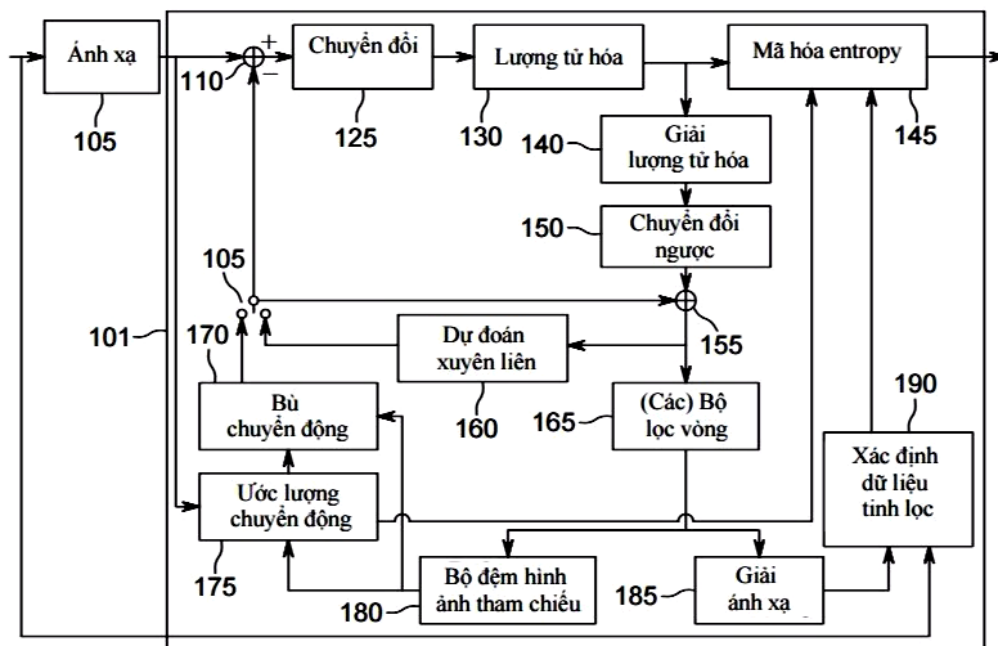 Ánh xạ
105
110
+
−
Chuyển đổi
125
Lượng tử hóa
130
Mã hóa entropy
145
140
Giải
lượng tử hóa
150
Chuyển đổi
ngược
105
155
101
170
Dự đoán
xuyên liên
160
Bù
chuyển động
165
(Các) Bộ
lọc vòng
190
Xác định
dữ liệu
tinh lọc
Ước lượng
chuyển động
175
180
Bộ đệm hình
ảnh tham chiếu
185
Giải
ánh xạ